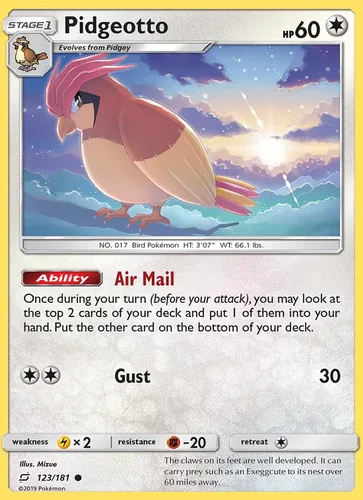 STAGE 1 Pidgeotto HP 60
Evolves from Pidgey
NO. 017 Bird Pokémon HT: 3'07" WT: 66.1 lbs.
Ability Air Mail
Once during your turn (before your attack), you may look at
the top 2 cards of your deck and put 1 of them into your
hand. Put the other card on the bottom of your deck.
Gust 30
weakness ×2 resistance -20 retreat
Illus. Mizue
123/181
©2019 Pokémon
The claws on its feet are well developed. It can
carry prey such as an Exeggcute to its nest over
60 miles away.